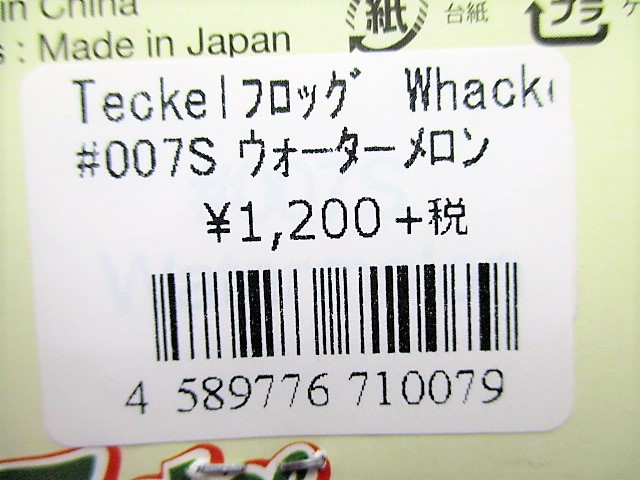 in China
: Made in Japan
紙
台紙
プラ
Teckelフロッグ Whack
#007S ウォーターメロン
¥1,200+税
4 589776 710079